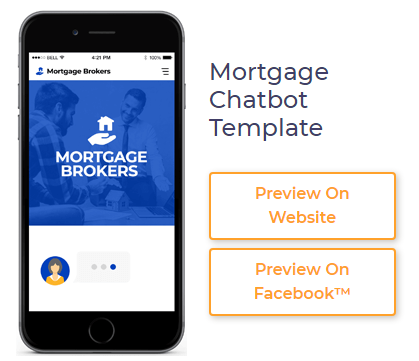 BELL
4:21 PM
100%
Mortgage Brokers
MORTGAGE
BROKERS
Mortgage
Chatbot
Template
Preview On
Website
Preview On
Facebook™